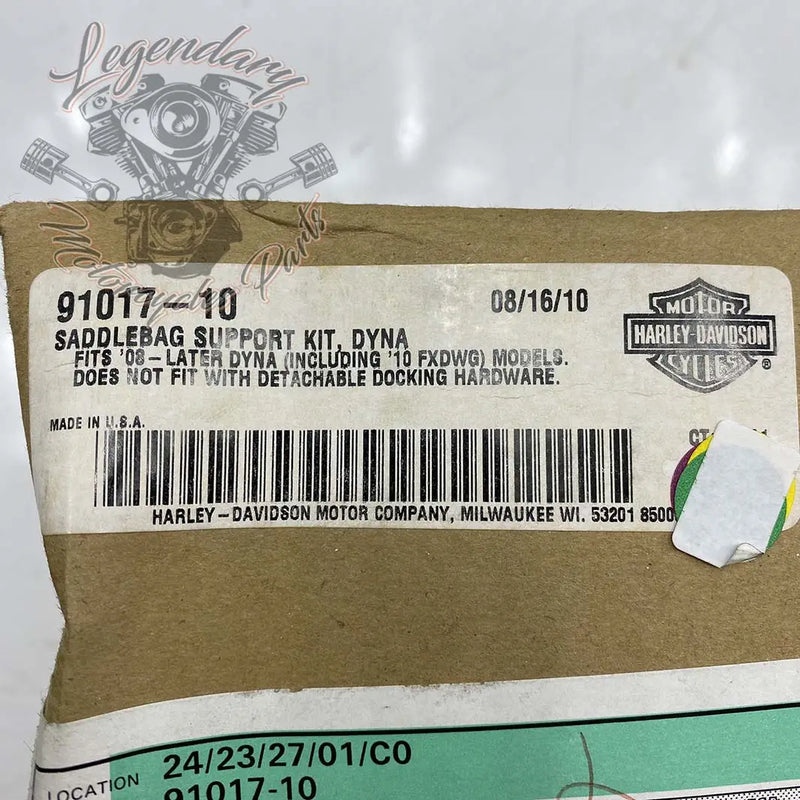 Legendary
Motorcycles Parts
91017-10 08/16/10
SADDLEBAG SUPPORT KIT, DYNA
FITS '08-LATER DYNA (INCLUDING '10 FXDWG) MODELS.
DOES NOT FIT WITH DETACHABLE DOCKING HARDWARE.
MOTOR
HARLEY-DAVIDSON
CYCLES
®
MADE IN U.S.A.
HARLEY-DAVIDSON MOTOR COMPANY, MILWAUKEE WI. 53201 8500
LOCATION 24/23/27/01/C0
91017-10